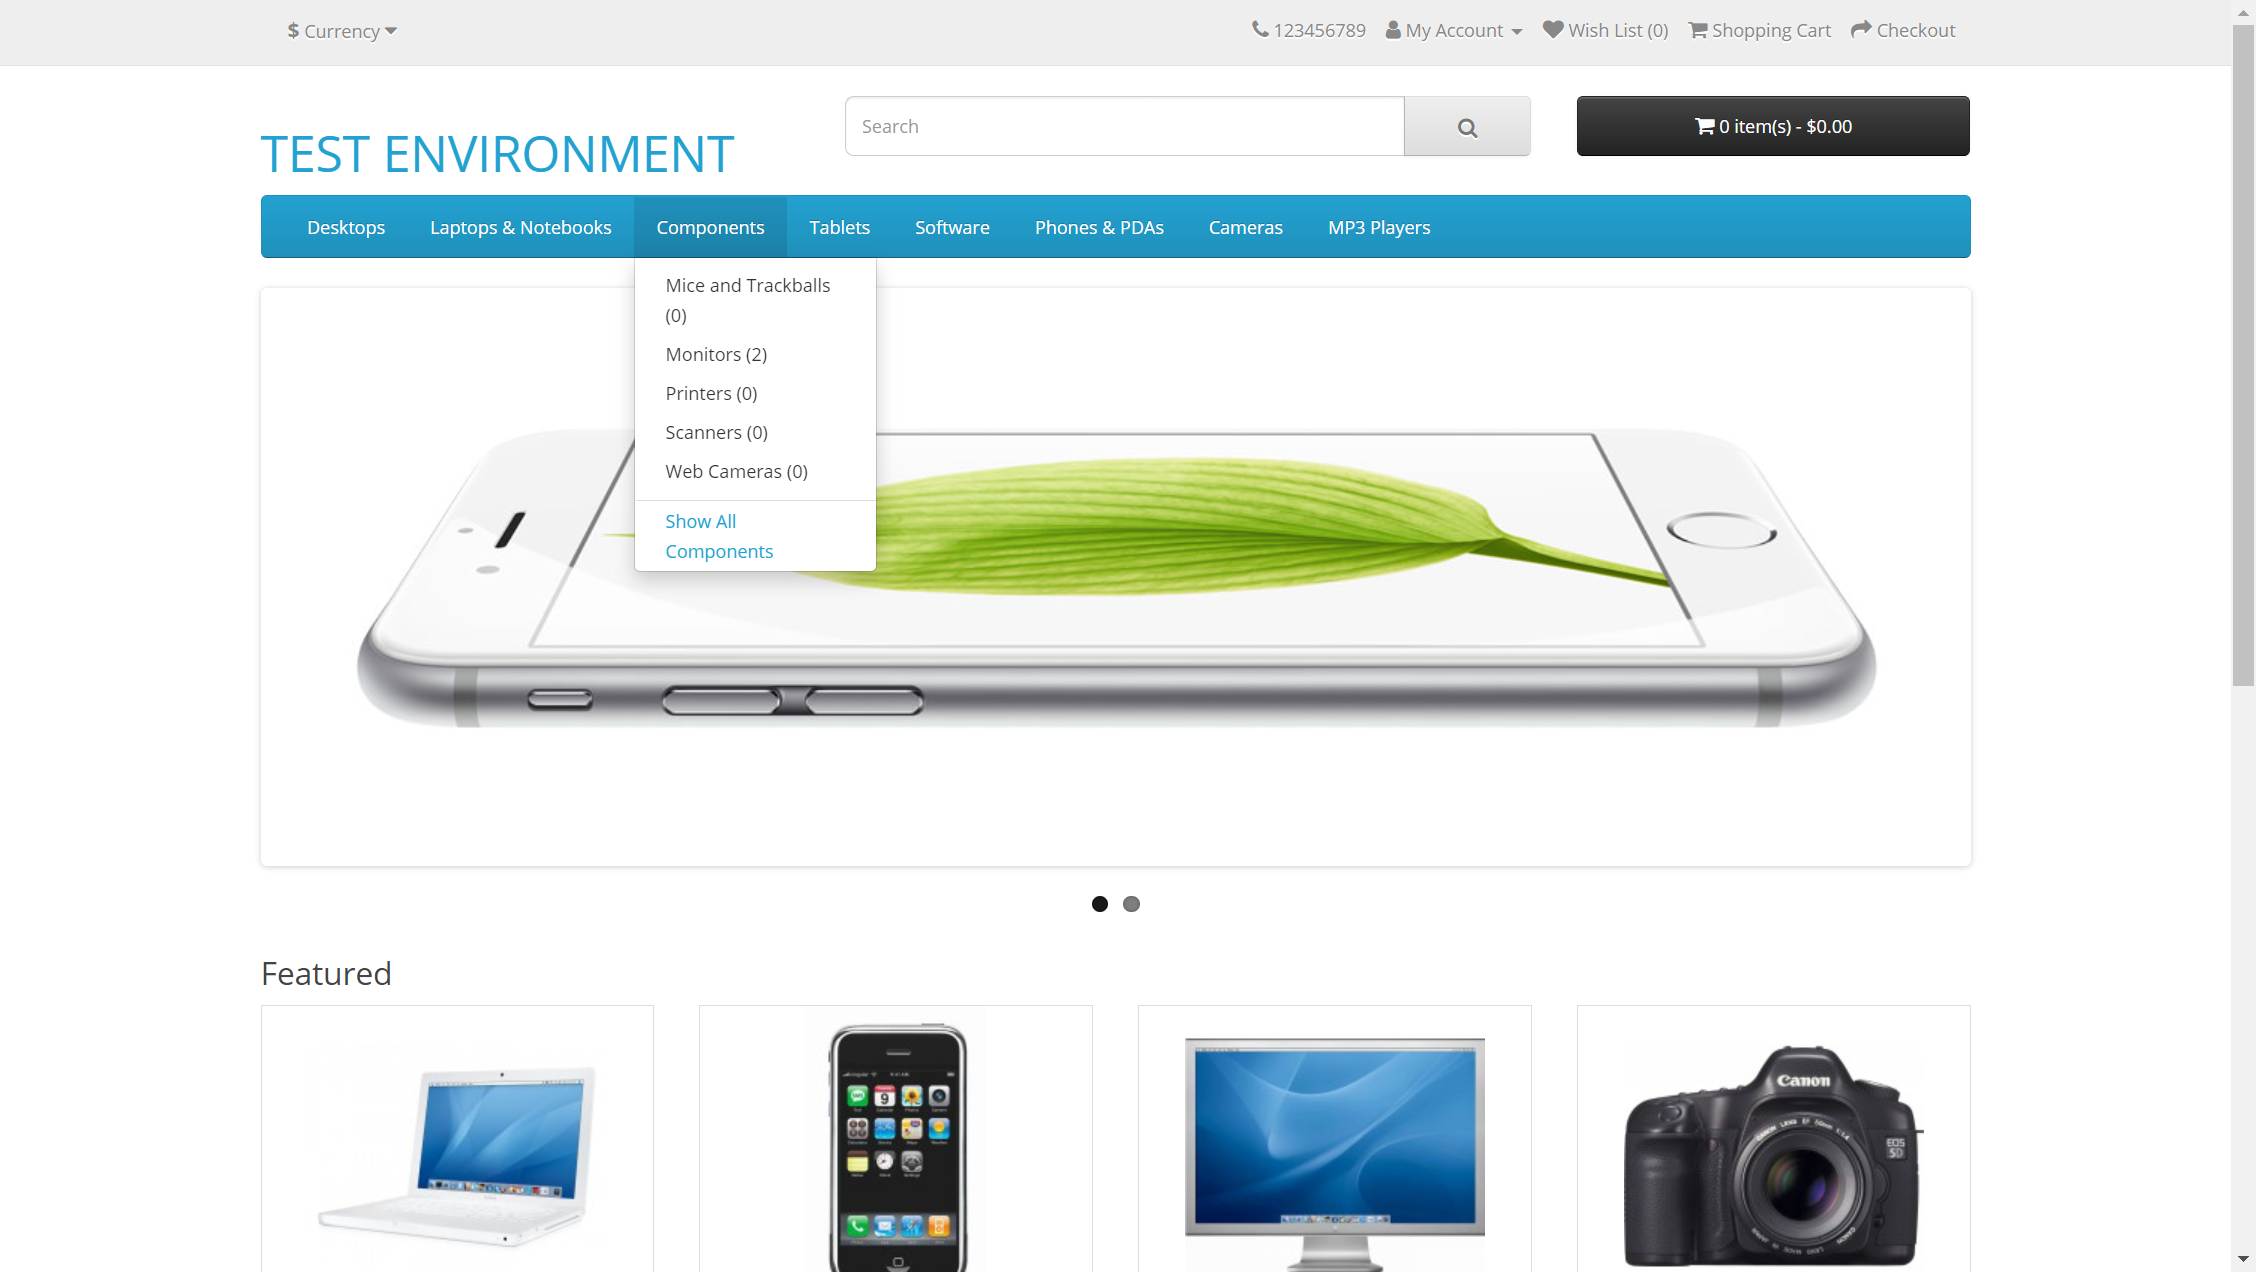 $ Currency
123456789 My Account Wish List (0) Shopping Cart Checkout
TEST ENVIRONMENT
Search
0 item(s) - $0.00
Desktops Laptops & Notebooks Components Tablets Software Phones & PDAs Cameras MP3 Players
Mice and Trackballs
(0)
Monitors (2)
Printers (0)
Scanners (0)
Web Cameras (0)
Show All
Components
Featured
9
Canon
EOS
5D